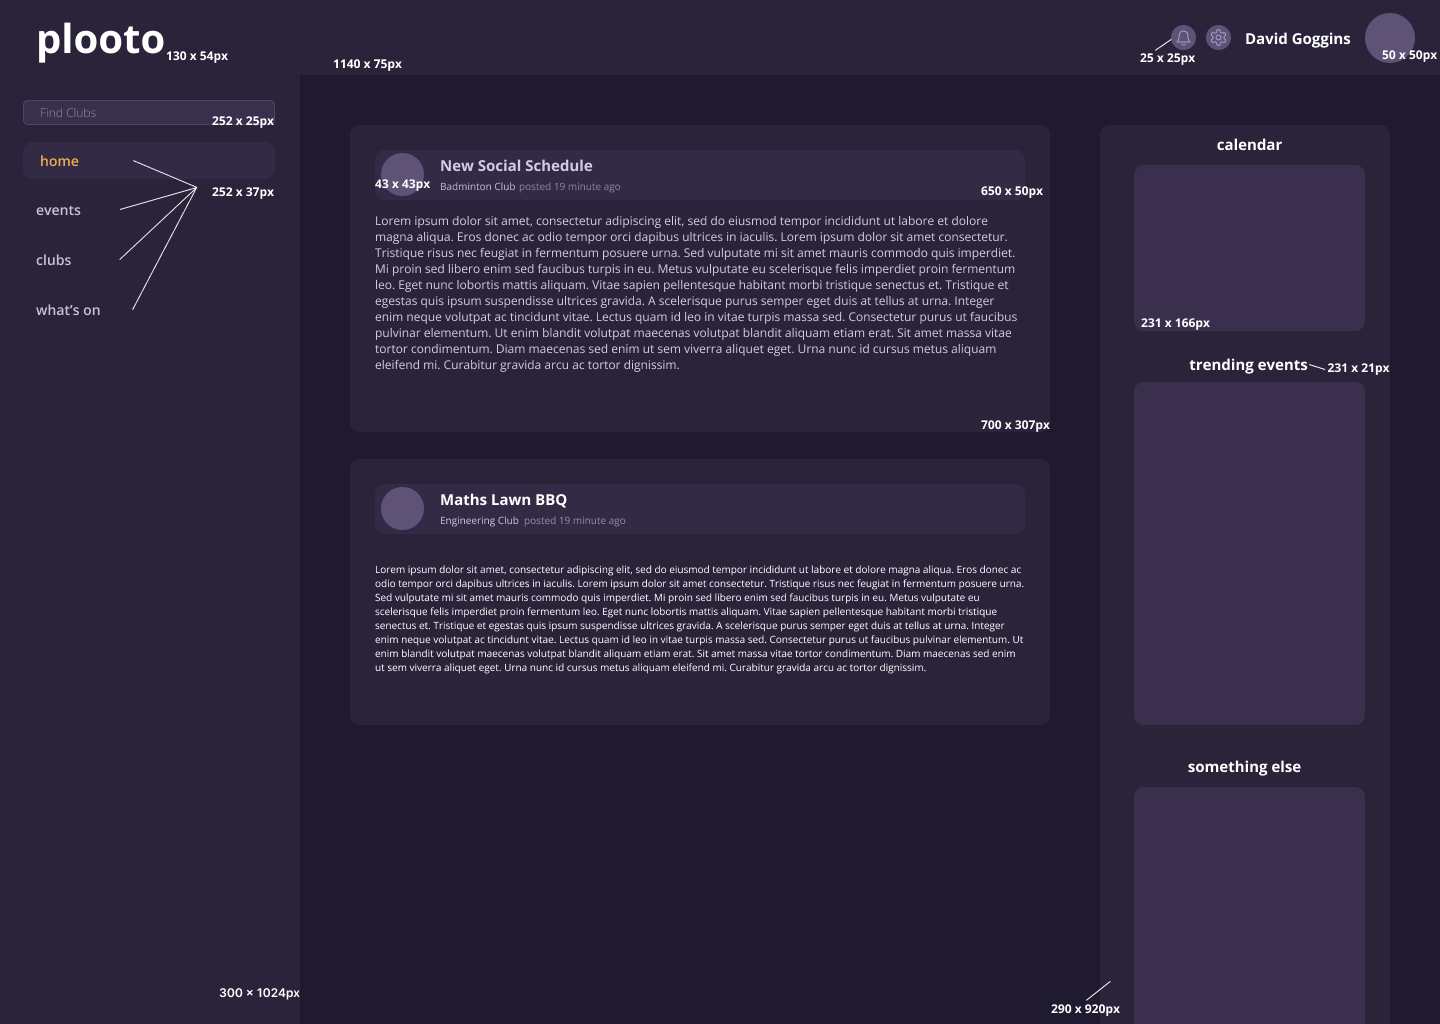 plooto
130 x 54px
1140 x 75px
25 x 25px
David Goggins
50 x 50px
Find Clubs
252 x 25px
home
252 x 37px
events
clubs
what's on
300 × 1024px
New Social Schedule
43 x 43px
Badminton Club posted 19 minute ago
650 x 50px
Lorem ipsum dolor sit amet, consectetur adipiscing elit, sed do eiusmod tempor incididunt ut labore et dolore
magna aliqua. Eros donec ac odio tempor orci dapibus ultrices in iaculis. Lorem ipsum dolor sit amet consectetur.
Tristique risus nec feugiat in fermentum posuere urna. Sed vulputate mi sit amet mauris commodo quis imperdiet.
Mi proin sed libero enim sed faucibus turpis in eu. Metus vulputate eu scelerisque felis imperdiet proin fermentum
leo. Eget nunc lobortis mattis aliquam. Vitae sapien pellentesque habitant morbi tristique senectus et. Tristique et
egestas quis ipsum suspendisse ultrices gravida. A scelerisque purus semper eget duis at tellus at urna. Integer
enim neque volutpat ac tincidunt vitae. Lectus quam id leo in vitae turpis massa sed. Consectetur purus ut faucibus
pulvinar elementum. Ut enim blandit volutpat maecenas volutpat blandit aliquam etiam erat. Sit amet massa vitae
tortor condimentum. Diam maecenas sed enim ut sem viverra aliquet eget. Urna nunc id cursus metus aliquam
eleifend mi. Curabitur gravida arcu ac tortor dignissim.
700 x 307px
Maths Lawn BBQ
Engineering Club posted 19 minute ago
Lorem ipsum dolor sit amet, consectetur adipiscing elit, sed do eiusmod tempor incididunt ut labore et dolore magna aliqua. Eros donec ac
odio tempor orci dapibus ultrices in iaculis. Lorem ipsum dolor sit amet consectetur. Tristique risus nec feugiat in fermentum posuere urna.
Sed vulputate mi sit amet mauris commodo quis imperdiet. Mi proin sed libero enim sed faucibus turpis in eu. Metus vulputate eu
scelerisque felis imperdiet proin fermentum leo. Eget nunc lobortis mattis aliquam. Vitae sapien pellentesque habitant morbi tristique
senectus et. Tristique et egestas quis ipsum suspendisse ultrices gravida. A scelerisque purus semper eget duis at tellus at urna. Integer
enim neque volutpat ac tincidunt vitae. Lectus quam id leo in vitae turpis massa sed. Consectetur purus ut faucibus pulvinar elementum. Ut
enim blandit volutpat maecenas volutpat blandit aliquam etiam erat. Sit amet massa vitae tortor condimentum. Diam maecenas sed enim
ut sem viverra aliquet eget. Urna nunc id cursus metus aliquam eleifend mi. Curabitur gravida arcu ac tortor dignissim.
calendar
231 x 166px
trending events
231 x 21px
something else
290 x 920px